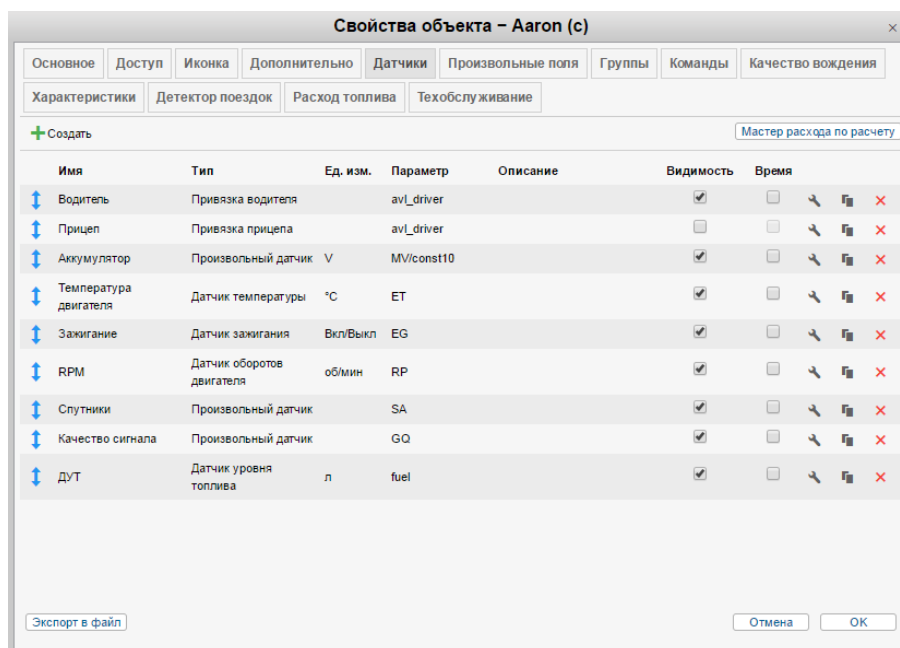 Свойства объекта – Aaron (c)
Основное Доступ Иконка Дополнительно Датчики Произвольные поля Группы Команды Качество вождения
Характеристики Детектор поездок Расход топлива Техобслуживание
Создать Мастер расхода по расчету
Имя Тип Ед. изм. Параметр Описание Видимость Время
Водитель Привязка водителя avl_driver
Прицеп Привязка прицепа avl_driver
Аккумулятор Произвольный датчик V MV/const10
Температура
двигателя Датчик температуры °C ET
Зажигание Датчик зажигания Вкл/Выкл EG
RPM Датчик оборотов
двигателя об/мин RP
Спутники Произвольный датчик SA
Качество сигнала Произвольный датчик GQ
ДУТ Датчик уровня
топлива л fuel
Экспорт в файл Отмена OK